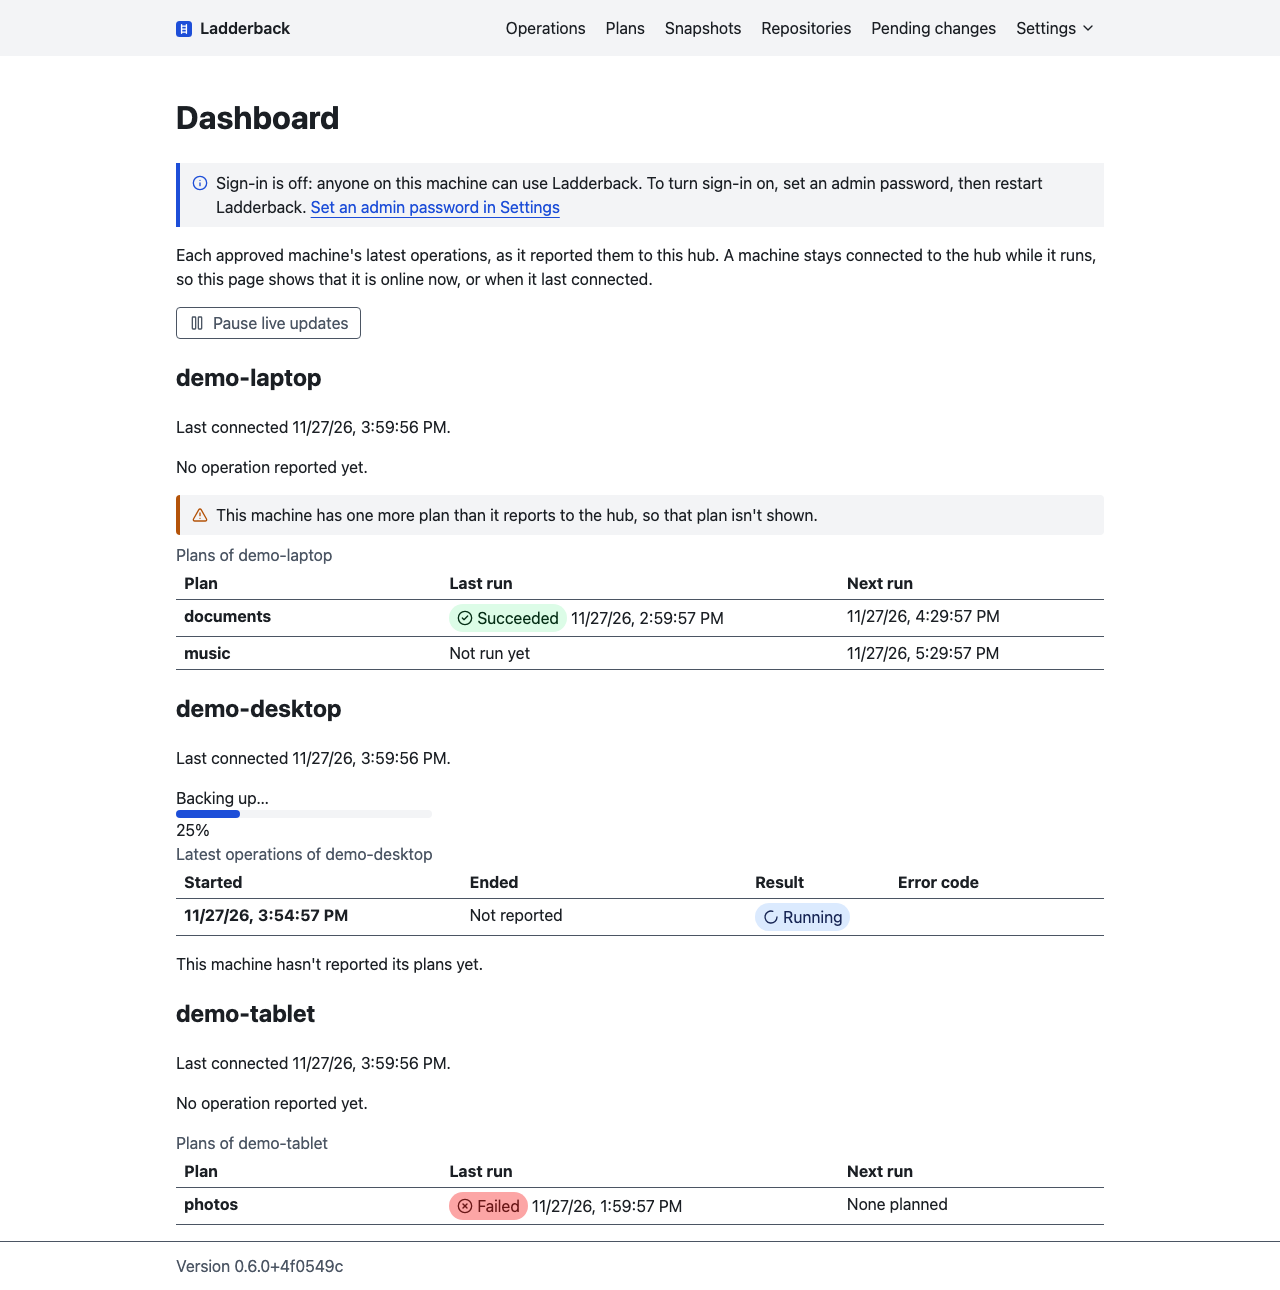 Ladderback
Operations Plans Snapshots Repositories Pending changes Settings
Dashboard
Sign-in is off: anyone on this machine can use Ladderback. To turn sign-in on, set an admin password, then restart
Ladderback. Set an admin password in Settings
Each approved machine's latest operations, as it reported them to this hub. A machine stays connected to the hub while it runs,
so this page shows that it is online now, or when it last connected.
Pause live updates
demo-laptop
Last connected 11/27/26, 3:59:56 PM.
No operation reported yet.
This machine has one more plan than it reports to the hub, so that plan isn't shown.
Plans of demo-laptop
Plan Last run Next run
documents Succeeded 11/27/26, 2:59:57 PM 11/27/26, 4:29:57 PM
music Not run yet 11/27/26, 5:29:57 PM
demo-desktop
Last connected 11/27/26, 3:59:56 PM.
Backing up...
25%
Latest operations of demo-desktop
Started Ended Result Error code
11/27/26, 3:54:57 PM Not reported Running
This machine hasn't reported its plans yet.
demo-tablet
Last connected 11/27/26, 3:59:56 PM.
No operation reported yet.
Plans of demo-tablet
Plan Last run Next run
photos Failed 11/27/26, 1:59:57 PM None planned
Version 0.6.0+4f0549c